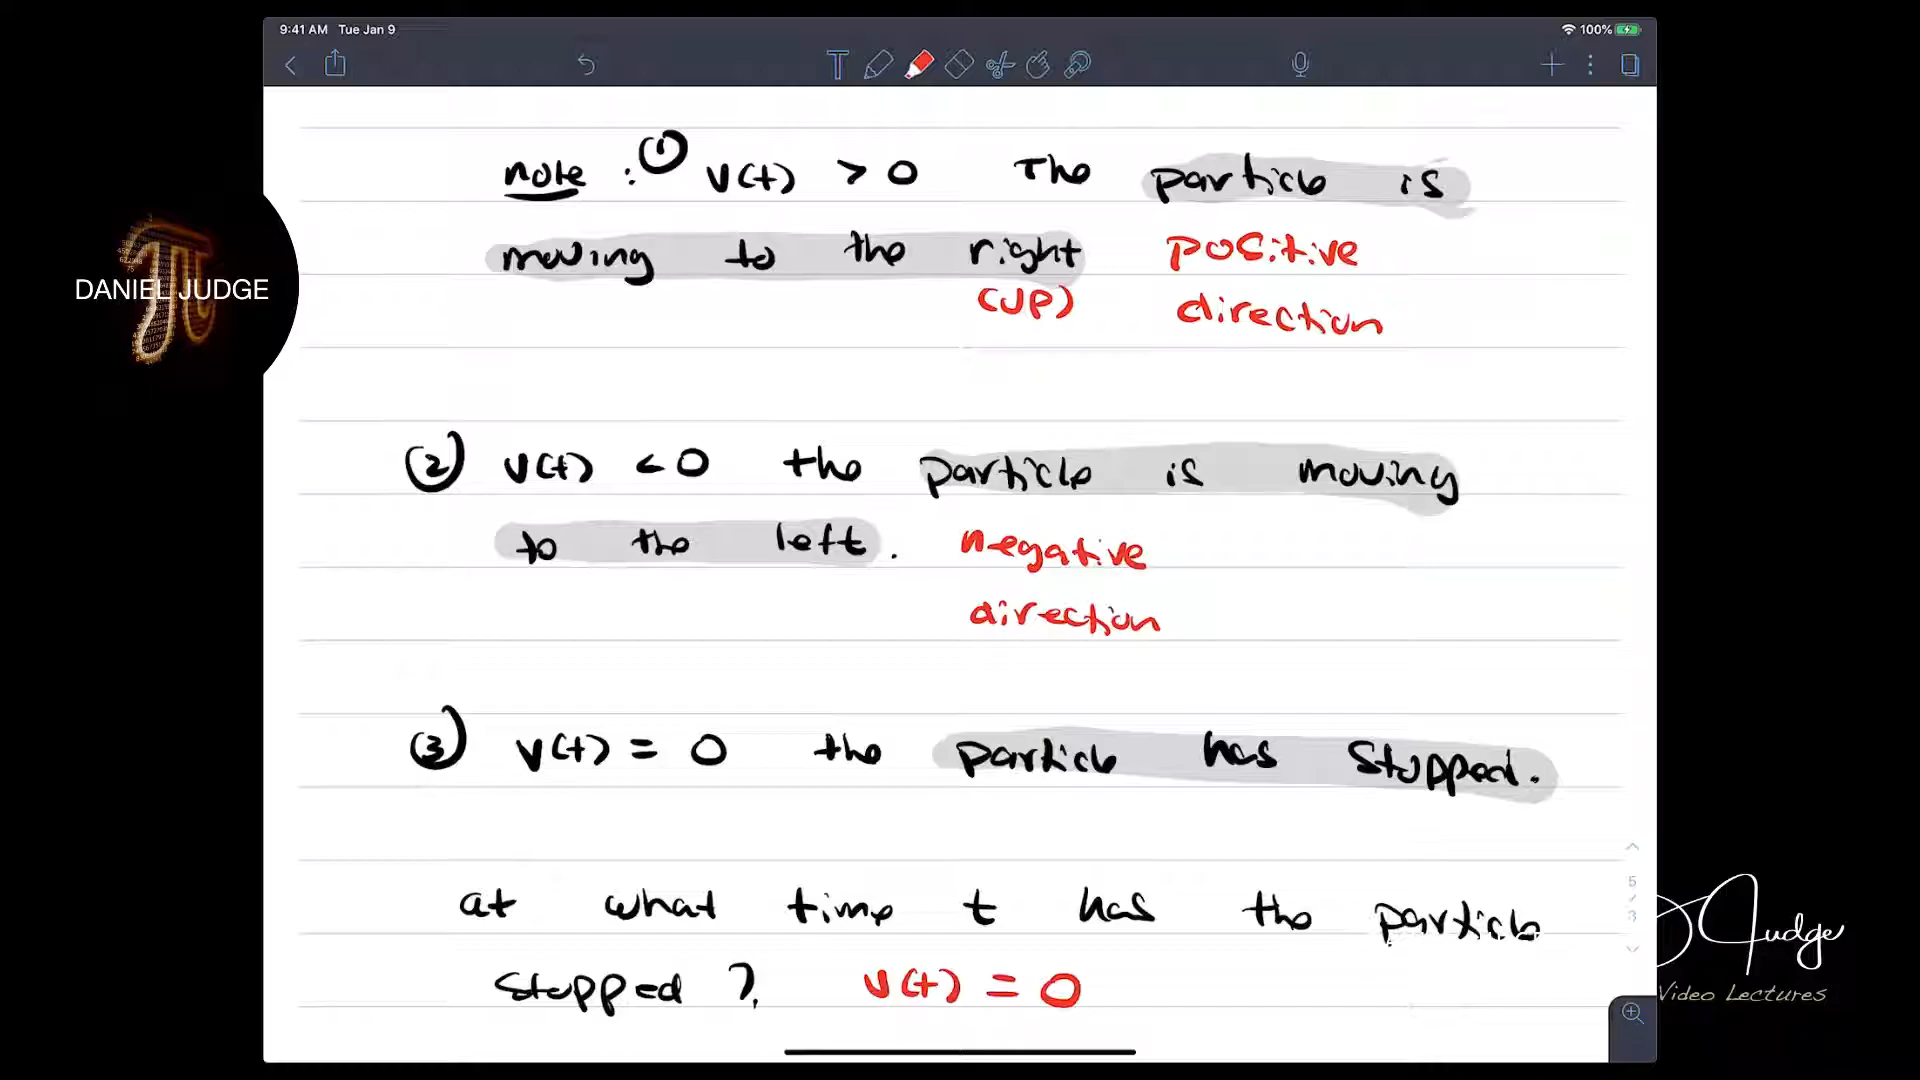 9:41 AM Tue Jan 9
100%
note : ① v(t) > 0 The particle is
moving to the right positive
(UP) direction
DANIEL JUDGE
② v(t) < 0 the particle is moving
to the left. negative
direction
③ v(t) = 0 the particle has stopped.
at what time t has the particle
stopped ? v(t) = 0
5
3
D Judge
Video Lectures